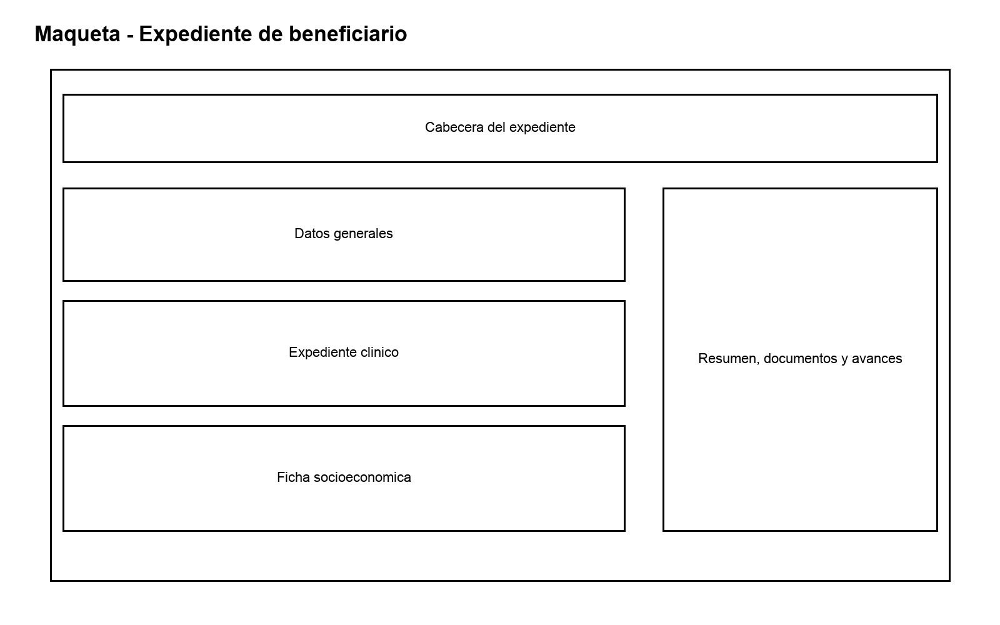 Maqueta - Expediente de beneficiario
Cabecera del expediente
Datos generales
Expediente clinico
Ficha socioeconomica
Resumen, documentos y avances